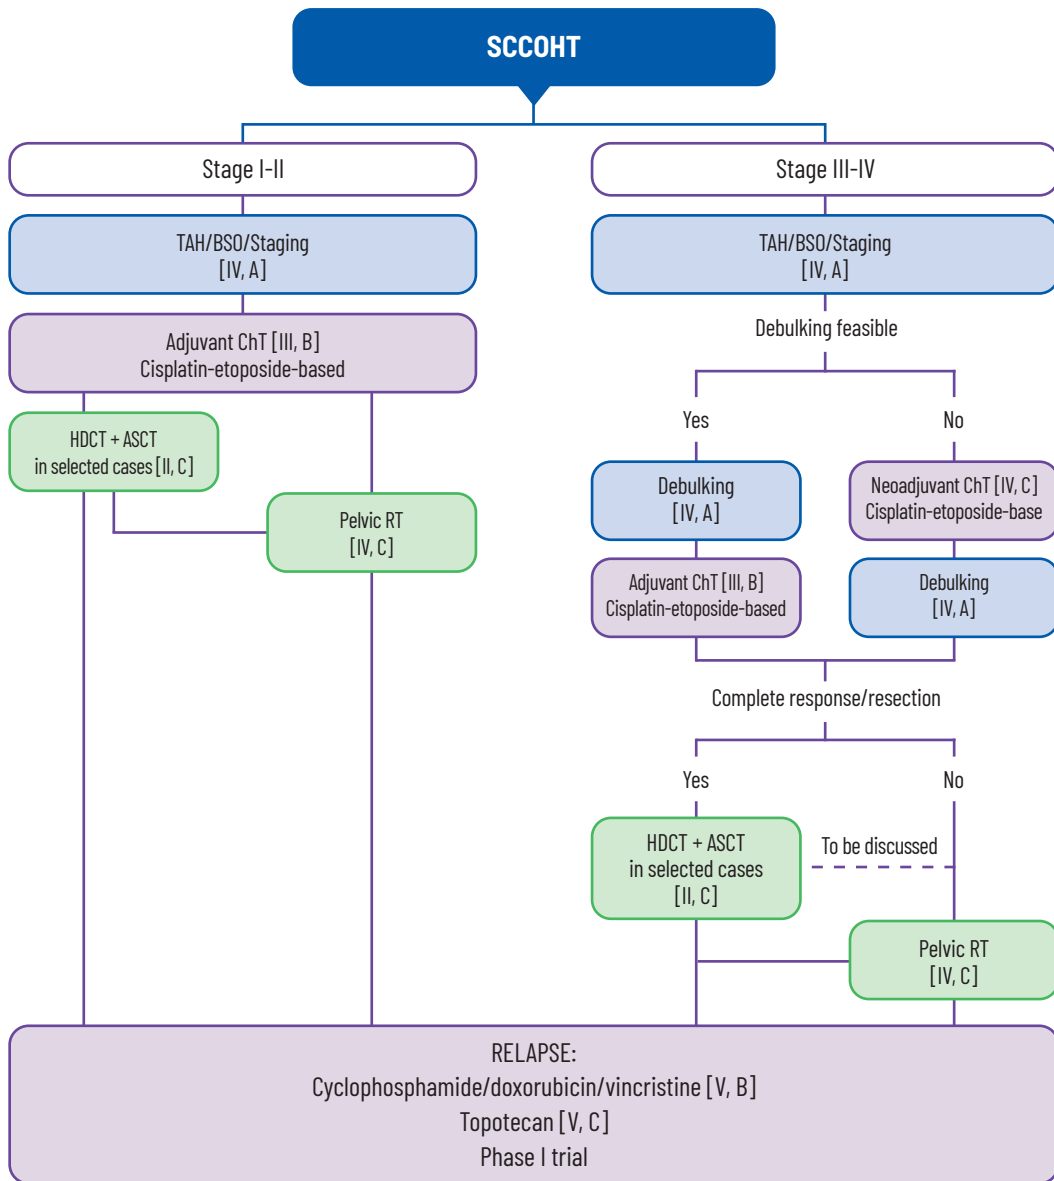 SCCOHT
Stage I-II
TAH/BSO/Staging
[IV, A]
Adjuvant ChT [III, B]
Cisplatin-etoposide-based
HDCT + ASCT
in selected cases [II, C]
Pelvic RT
[IV, C]
Stage III-IV
TAH/BSO/Staging
[IV, A]
Debulking feasible
Yes
No
Debulking
[IV, A]
Neoadjuvant ChT [IV, C]
Cisplatin-etoposide-base
Adjuvant ChT [III, B]
Cisplatin-etoposide-based
Debulking
[IV, A]
Complete response/resection
Yes
No
HDCT + ASCT
in selected cases
[II, C]
To be discussed
Pelvic RT
[IV, C]
RELAPSE:
Cyclophosphamide/doxorubicin/vincristine [V, B]
Topotecan [V, C]
Phase I trial